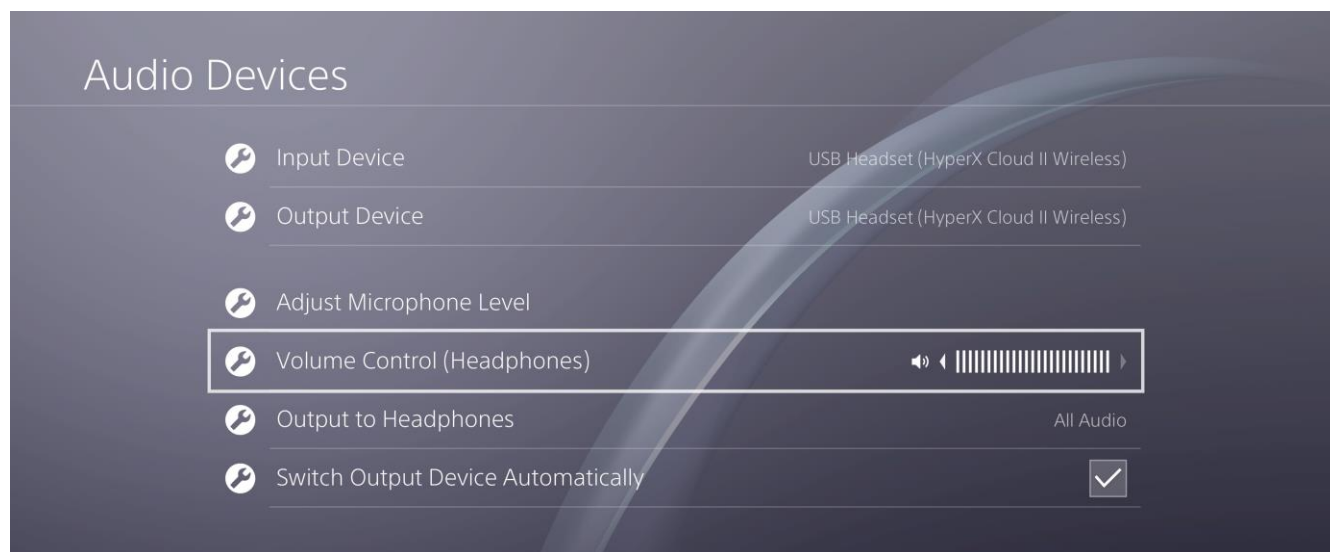 Audio Devices
Input Device USB Headset (HyperX Cloud II Wireless)
Output Device USB Headset (HyperX Cloud II Wireless)
Adjust Microphone Level
Volume Control (Headphones)
Output to Headphones All Audio
Switch Output Device Automatically